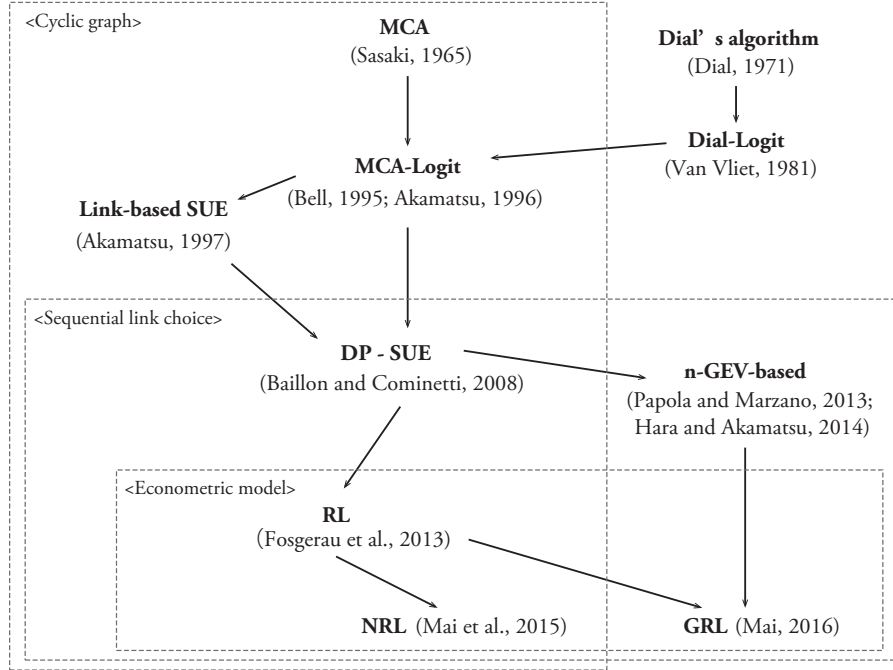 <Cyclic graph>
MCA
(Sasaki, 1965)
Dial’ s algorithm
(Dial, 1971)
Dial-Logit
(Van Vliet, 1981)
MCA-Logit
(Bell, 1995; Akamatsu, 1996)
Link-based SUE
(Akamatsu, 1997)
<Sequential link choice>
DP - SUE
(Baillon and Cominetti, 2008)
n-GEV-based
(Papola and Marzano, 2013;
Hara and Akamatsu, 2014)
<Econometric model>
RL
(Fosgerau et al., 2013)
NRL (Mai et al., 2015)
GRL (Mai, 2016)